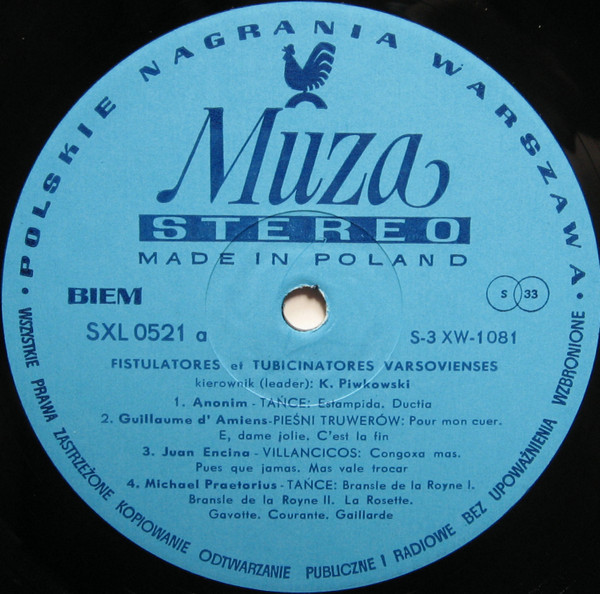 POLSKIE NAGRANIA WARSZAWA
Muza
STEREO
MADE IN POLAND
BIEM
S 33
SXL 0521 a
S-3 XW-1081
FISTULATORES et TUBICINATORES VARSOVIENSES
kierownik (leader): K. Piwkowski
1. Anonim - TAŃCE: Estampida. Ductia
2. Guillaume d' Amiens-PIEŚNI TRUWERÓW: Pour mon cuer.
E, dame jolie. C'est la fin
3. Juan Encina - VILLANCICOS: Congoxa mas.
Pues que jamas. Mas vale trocar
4. Michael Praetorius - TAŃCE: Bransle de la Royne I.
Bransle de la Royne II. La Rosette.
Gavotte. Courante. Gaillarde
WSZYSTKIE PRAWA ZASTRZEŻONE KOPIOWANIE ODTWARZANIE PUBLICZNE I RADIOWE BEZ UPOWAŻNIENIA WZBRONIONE